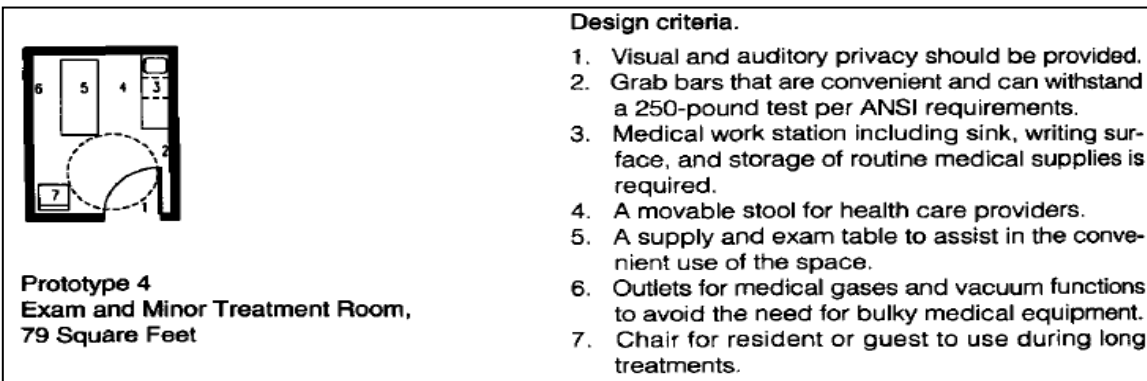 6
5
4
3
2
7
1
Prototype 4
Exam and Minor Treatment Room,
79 Square Feet
Design criteria.
1. Visual and auditory privacy should be provided.
2. Grab bars that are convenient and can withstand
a 250-pound test per ANSI requirements.
3. Medical work station including sink, writing sur-
face, and storage of routine medical supplies is
required.
4. A movable stool for health care providers.
5. A supply and exam table to assist in the conve-
nient use of the space.
6. Outlets for medical gases and vacuum functions
to avoid the need for bulky medical equipment.
7. Chair for resident or guest to use during long
treatments.